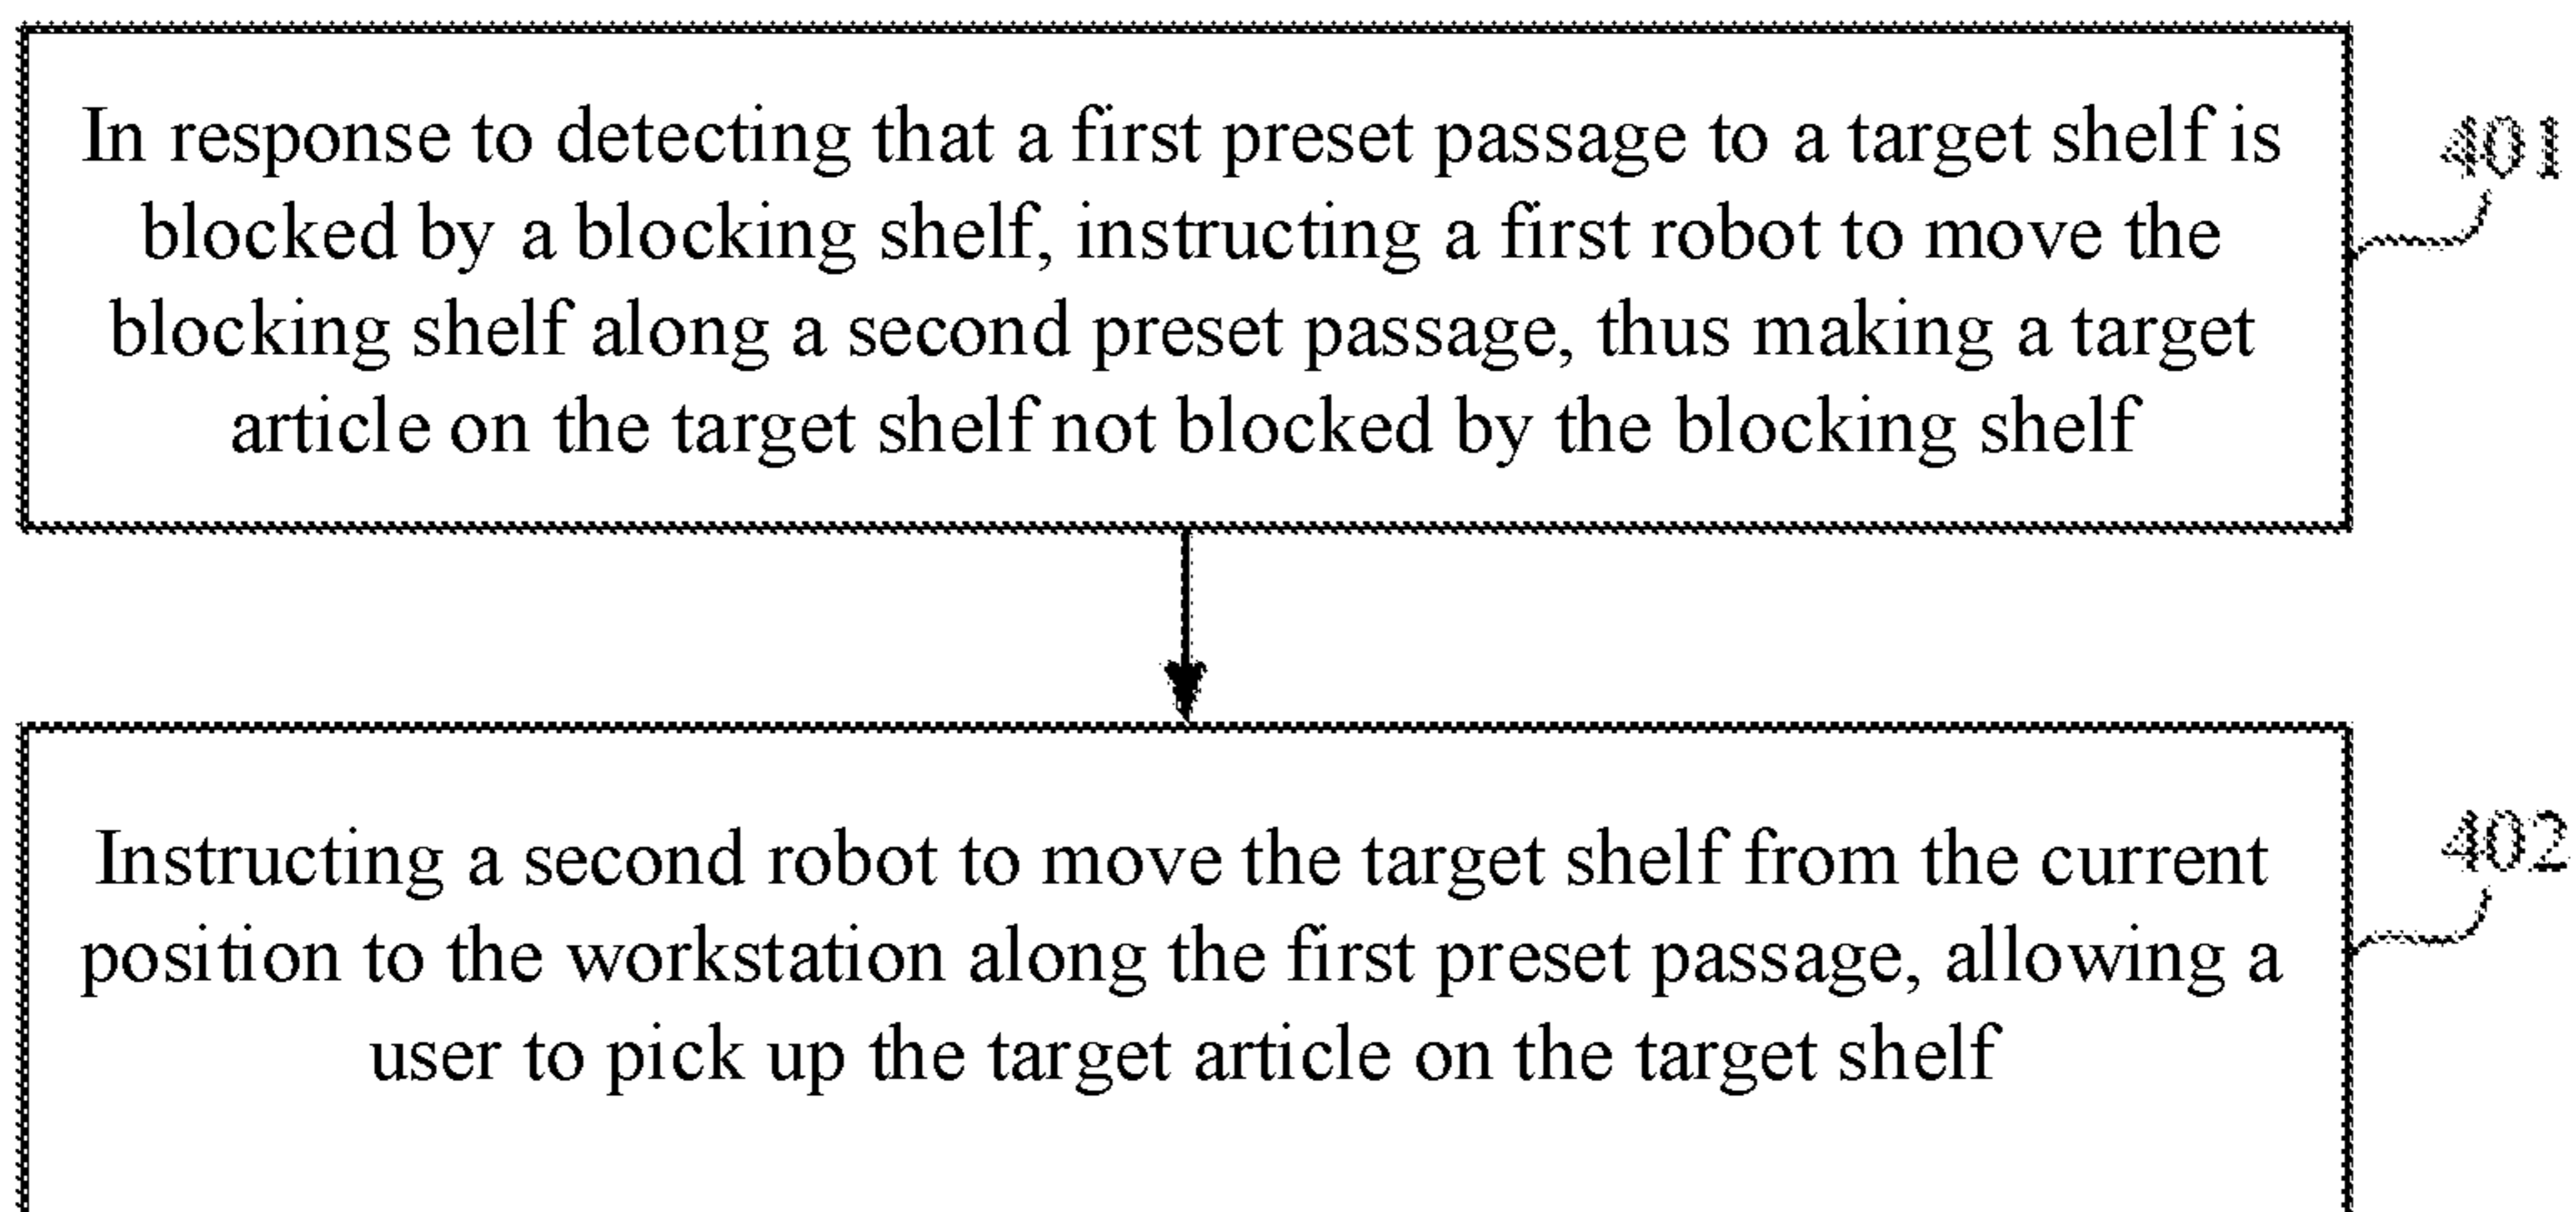 In response to detecting that a first preset passage to a target shelf is
blocked by a blocking shelf, instructing a first robot to move the
blocking shelf along a second preset passage, thus making a target
article on the target shelf not blocked by the blocking shelf
401
Instructing a second robot to move the target shelf from the current
position to the workstation along the first preset passage, allowing a
user to pick up the target article on the target shelf
402